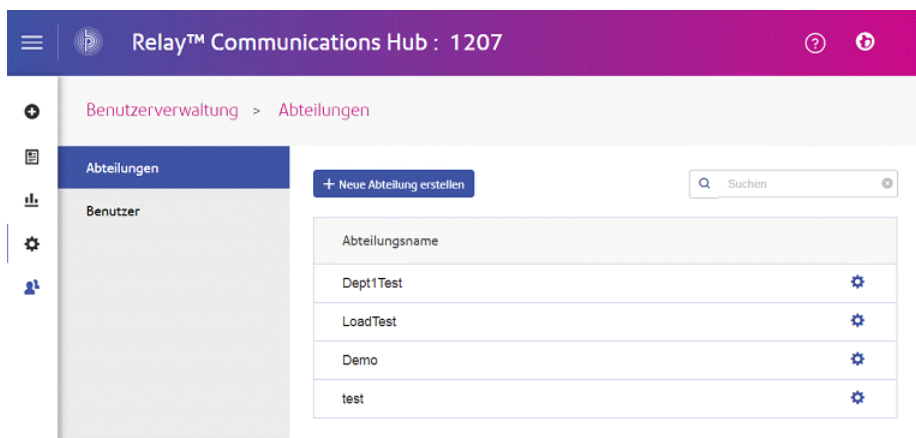 Relay™ Communications Hub : 1207
Benutzerverwaltung > Abteilungen
Abteilungen
Benutzer
+ Neue Abteilung erstellen
Suchen
Abteilungsname
Dept1Test
LoadTest
Demo
test